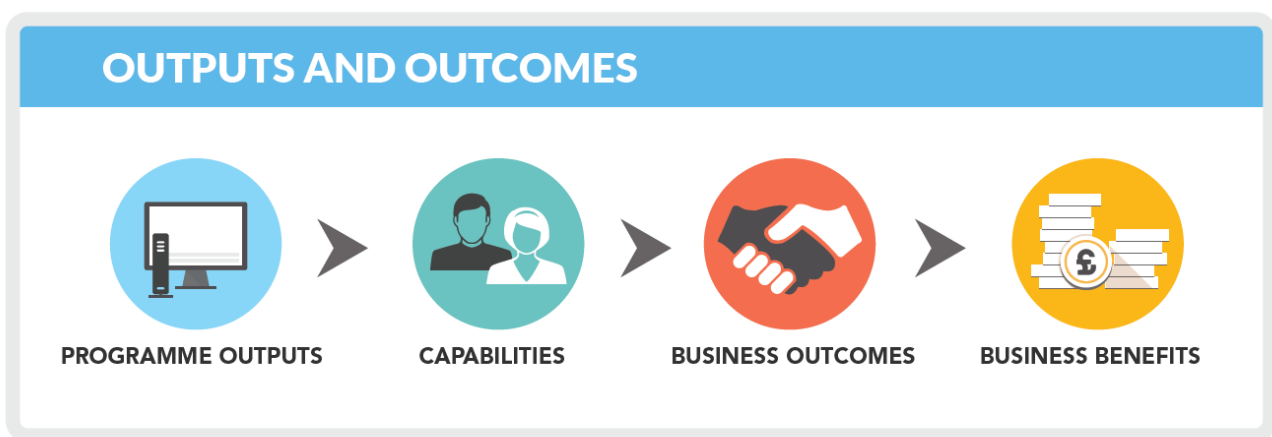 OUTPUTS AND OUTCOMES
£
PROGRAMME OUTPUTS
CAPABILITIES
BUSINESS OUTCOMES
BUSINESS BENEFITS